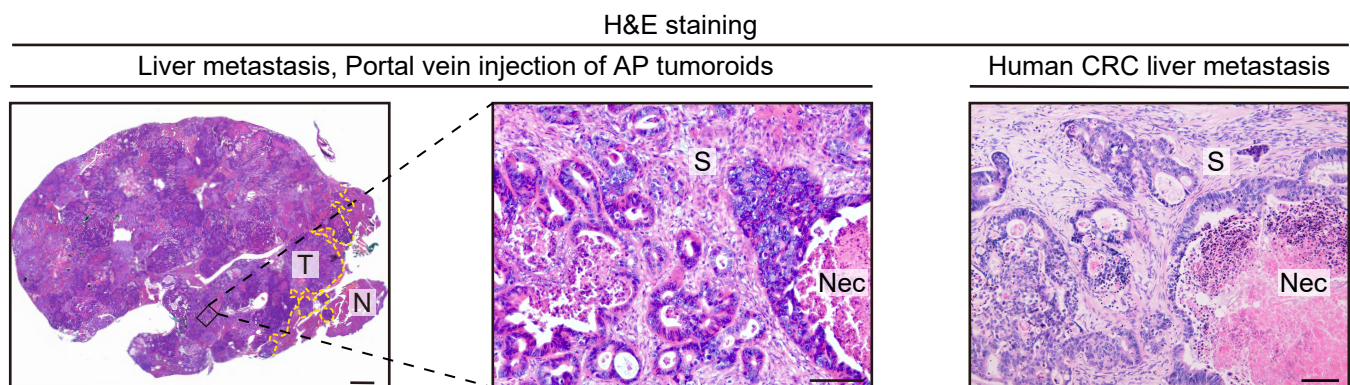 H&E staining
Liver metastasis, Portal vein injection of AP tumoroids
Human CRC liver metastasis
T
N
S
Nec
S
Nec